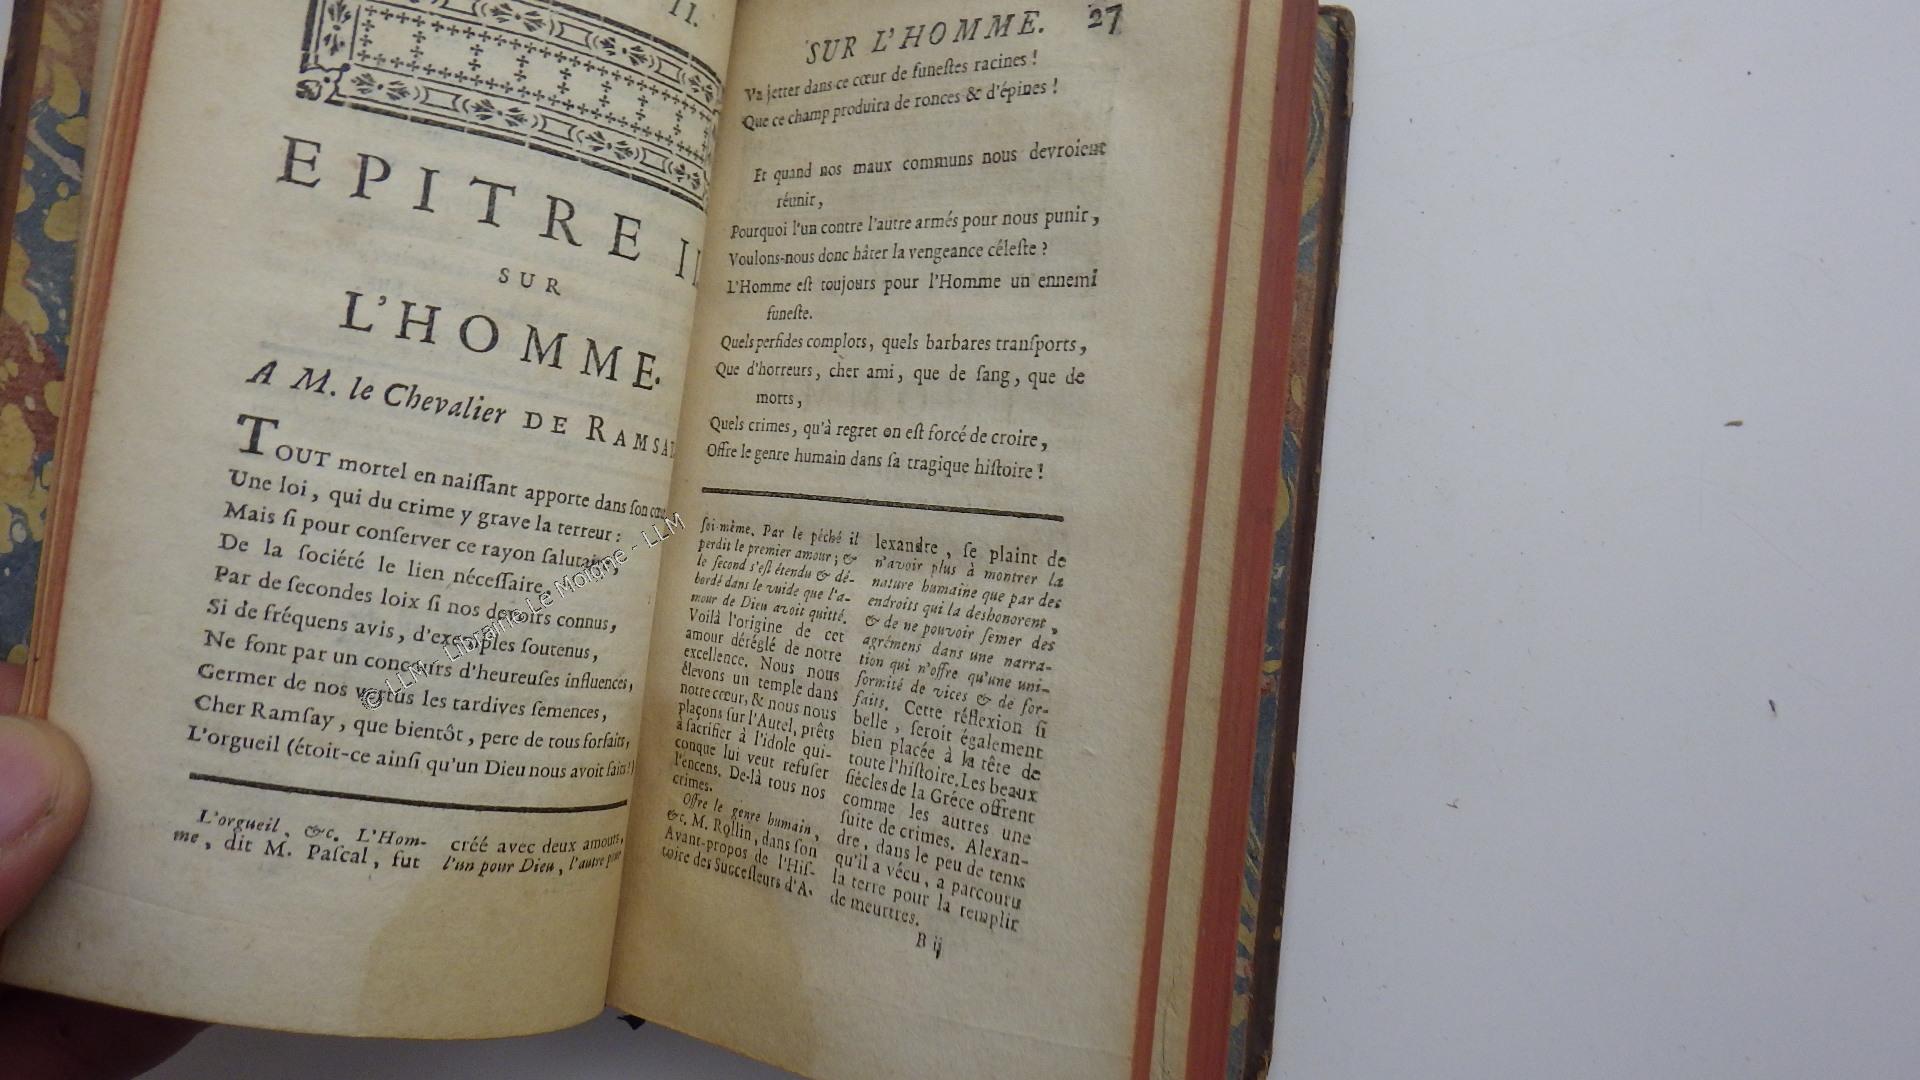 II.
EPITRE II
SUR
L'HOMME.
A M. le Chevalier DE RAMSAY
TOUT mortel en naiſſant apporte dans ſon cœu
Une loi, qui du crime y grave la terreur :
Mais ſi pour conſerver ce rayon ſalutaire,
De la ſociété le lien néceſſaire,
Par de ſecondes loix ſi nos devoirs connus,
Si de fréquens avis, d'exemples ſoutenus,
Ne font par un concours d'heureuſes influences,
Germer de nos vertus les tardives ſemences,
Cher Ramſay, que bientôt, pere de tous forfaits,
L'orgueil (étoit-ce ainſi qu'un Dieu nous avoit faits !)
L'orgueil, &c. L'Hom-
me, dit M. Paſcal, fut
créé avec deux amours,
l'un pour Dieu, l'autre pour
© LLM - Librairie Le Moigne - LLM
SUR L'HOMME. 27
Va jetter dans ce cœur de funeſtes racines !
Que ce champ produira de ronces & d'épines !
Et quand nos maux communs nous devroient
réunir,
Pourquoi l'un contre l'autre armés pour nous punir,
Voulons-nous donc hâter la vengeance céleſte ?
L'Homme eſt toujours pour l'Homme un ennemi
funeſte.
Quels perfides complots, quels barbares tranſports,
Que d'horreurs, cher ami, que de ſang, que de
morts,
Quels crimes, qu'à regret on eſt forcé de croire,
Offre le genre humain dans ſa tragique hiſtoire !
ſoi-même. Par le péché il
perdit le premier amour ; &
le ſecond s'eſt étendu & dé-
bordé dans le vuide que l'a-
mour de Dieu avoit quitté.
Voilà l'origine de cet
amour déréglé de notre
excellence. Nous nous
élevons un temple dans
notre cœur, & nous nous
plaçons ſur l'Autel, prêts
à ſacrifier à l'idole qui-
conque lui veut refuſer
l'encens. De-là tous nos
crimes.
Offre le genre humain,
&c. M. Rollin, dans ſon
Avant-propos de l'Hiſ-
toire des Succeſſeurs d'A-
lexandre, ſe plaint de
n'avoir plus à montrer la
nature humaine que par des
endroits qui la deshonorent,
& de ne pouvoir ſemer des
agrémens dans une narra-
tion qui n'offre qu'une uni-
formité de vices & de for-
faits. Cette réflexion ſi
belle, ſeroit également
bien placée à la tête de
toute l'hiſtoire. Les beaux
ſiécles de la Gréce offrent
comme les autres une
ſuite de crimes. Alexan-
dre, dans le peu de tems
qu'il a vécu, a parcouru
la terre pour la remplir
de meurtres.
B ij